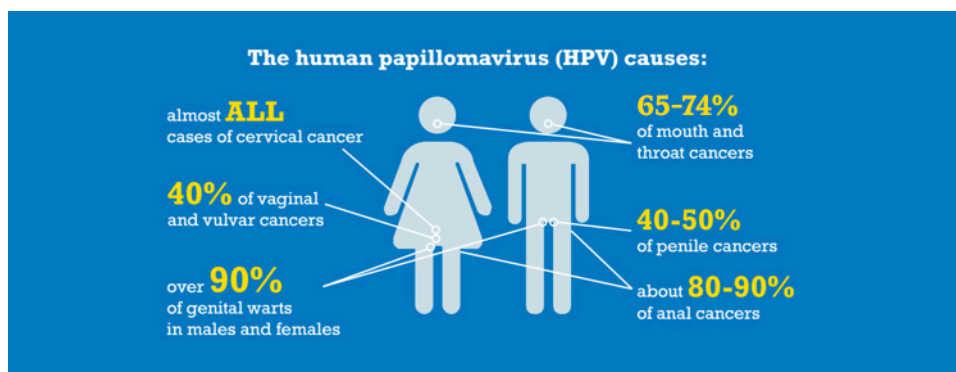 The human papillomavirus (HPV) causes:
almost ALL
cases of cervical cancer
40% of vaginal
and vulvar cancers
over 90%
of genital warts
in males and females
65-74%
of mouth and
throat cancers
40-50%
of penile cancers
about 80-90%
of anal cancers